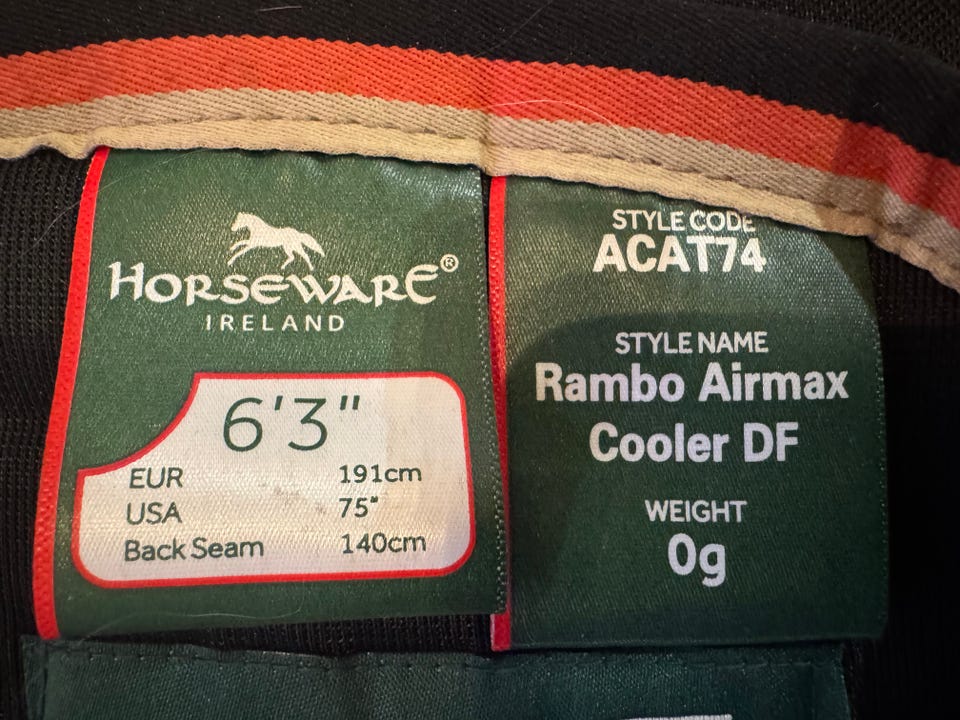 HORSEWARE®
IRELAND
6'3"
EUR 191cm
USA 75"
Back Seam 140cm
STYLE CODE
ACAT74
STYLE NAME
Rambo Airmax
Cooler DF
WEIGHT
0g